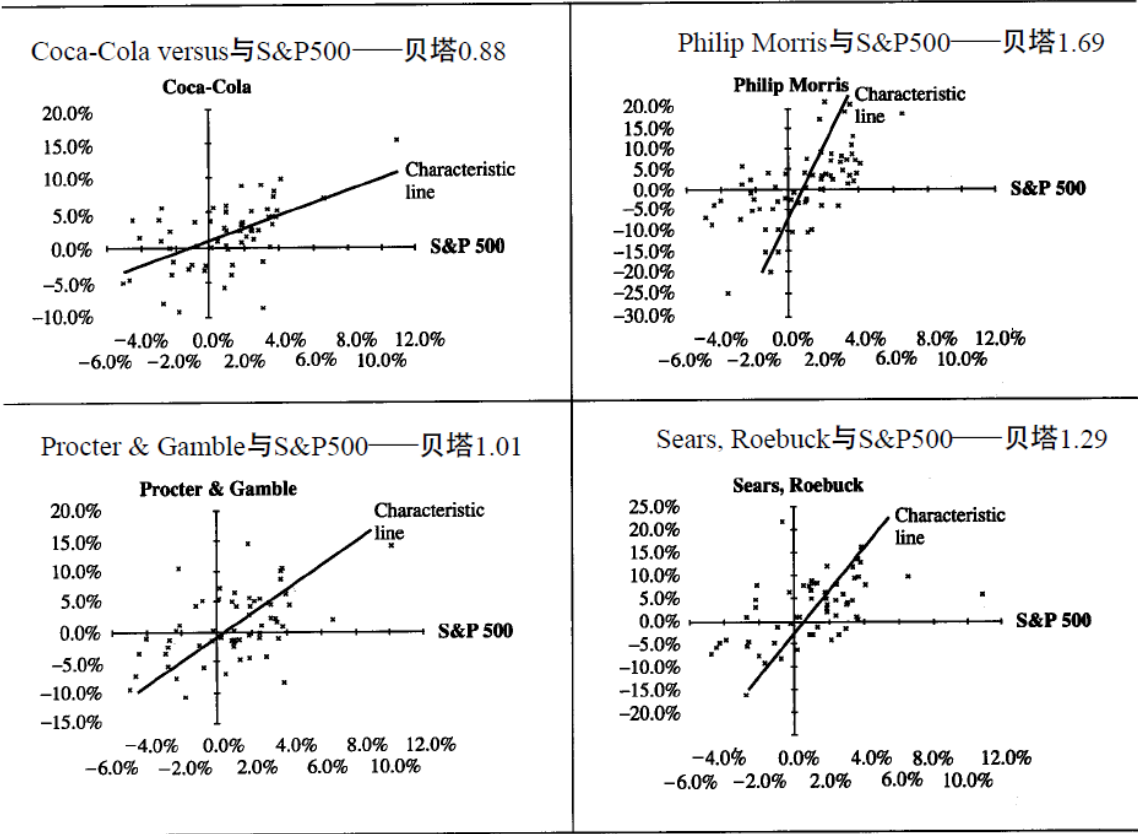 Coca-Cola versus与S&P500——贝塔0.88
Coca-Cola
20.0%
15.0%
10.0%
5.0%
0.0%
−5.0%
−10.0%
Characteristic
line
S&P 500
−4.0% 0.0% 4.0% 8.0% 12.0%
−6.0% −2.0% 2.0% 6.0% 10.0%
Philip Morris与S&P500——贝塔1.69
Philip Morris
20.0%
15.0%
10.0%
5.0%
0.0%
−5.0%
−10.0%
−15.0%
−20.0%
−25.0%
−30.0%
Characteristic
line
S&P 500
−4.0% 0.0% 4.0% 8.0% 12.0%
−6.0% −2.0% 2.0% 6.0% 10.0%
Procter & Gamble与S&P500——贝塔1.01
Procter & Gamble
20.0%
15.0%
10.0%
5.0%
0.0%
−5.0%
−10.0%
−15.0%
Characteristic
line
S&P 500
−4.0% 0.0% 4.0% 8.0% 12.0%
−6.0% −2.0% 2.0% 6.0% 10.0%
Sears, Roebuck与S&P500——贝塔1.29
Sears, Roebuck
25.0%
20.0%
15.0%
10.0%
5.0%
0.0%
−5.0%
−10.0%
−15.0%
−20.0%
Characteristic
line
S&P 500
−4.0% 0.0% 4.0% 8.0% 12.0%
−6.0% −2.0% 2.0% 6.0% 10.0%